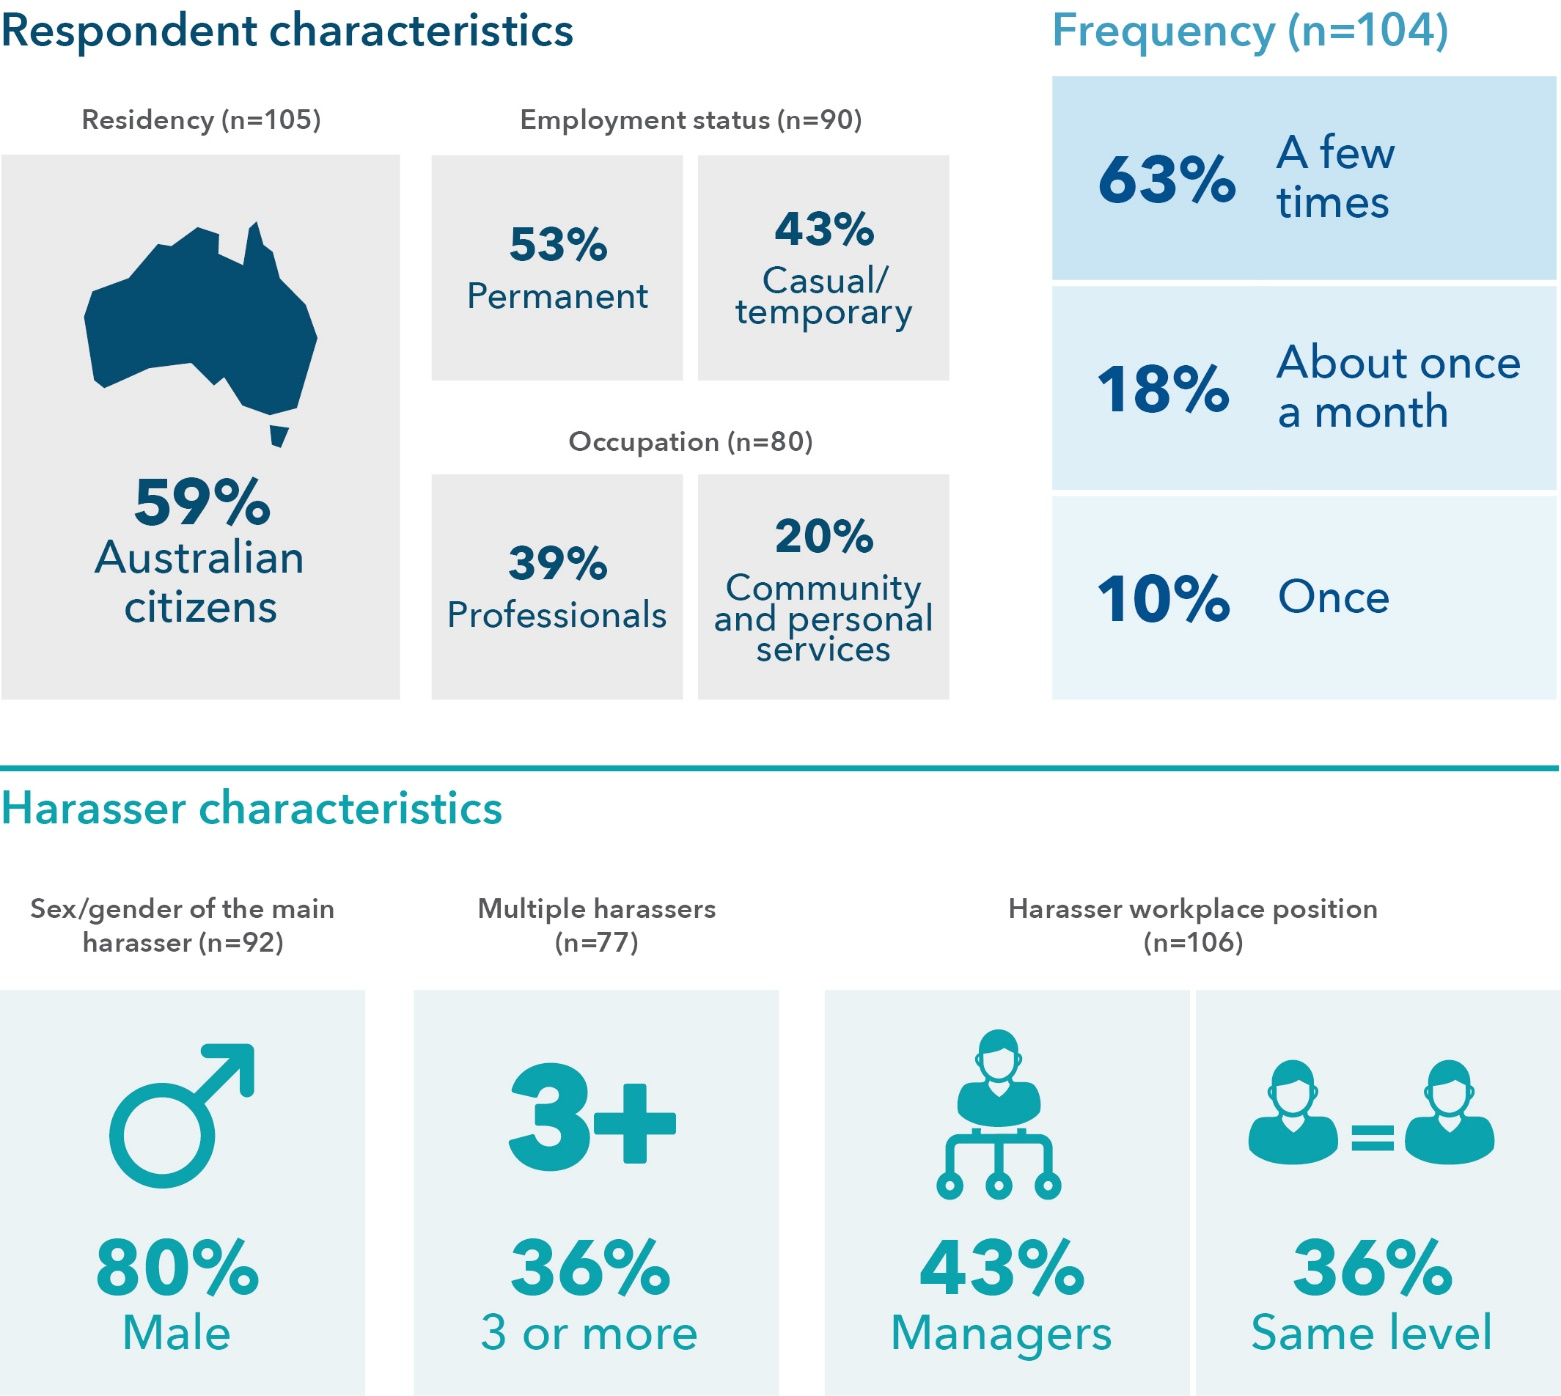 Respondent characteristics
Residency (n=105)
59%
Australian
citizens
Employment status (n=90)
53%
Permanent
43%
Casual/
temporary
Occupation (n=80)
39%
Professionals
20%
Community
and personal
services
Frequency (n=104)
63%
A few
times
18%
About once
a month
10%
Once
Harasser characteristics
Sex/gender of the main
harasser (n=92)
80%
Male
Multiple harassers
(n=77)
3+
36%
3 or more
Harasser workplace position
(n=106)
43%
Managers
=
36%
Same level